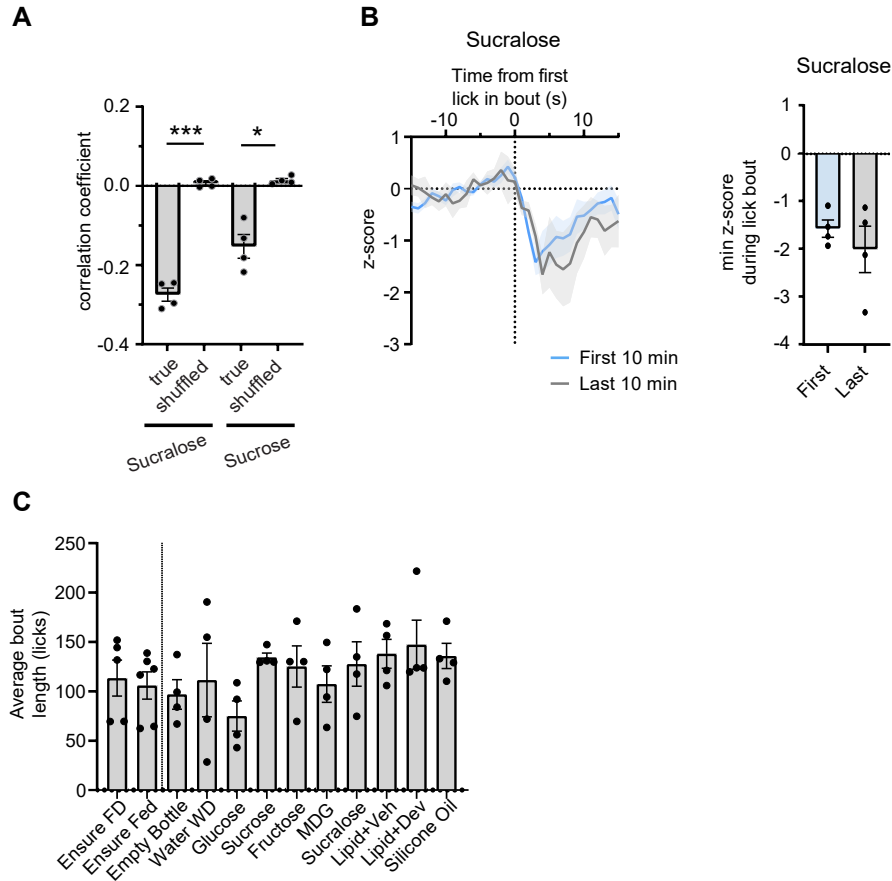 A
B
Sucralose
Sucralose
Time from first
lick in bout (s)
-10
0
10
correlation coefficient
0.2
0.0
-0.2
-0.4
***
*
true
shuffled
true
shuffled
Sucralose
Sucrose
z-score
1
0
-1
-2
-3
First 10 min
Last 10 min
min z-score
during lick bout
1
0
-1
-2
-3
-4
First
Last
C
Average bout
length (licks)
250
200
150
100
50
0
Ensure FD
Ensure Fed
Empty Bottle
Water WD
Glucose
Sucrose
Fructose
MDG
Sucralose
Lipid+Veh
Lipid+Dev
Silicone Oil